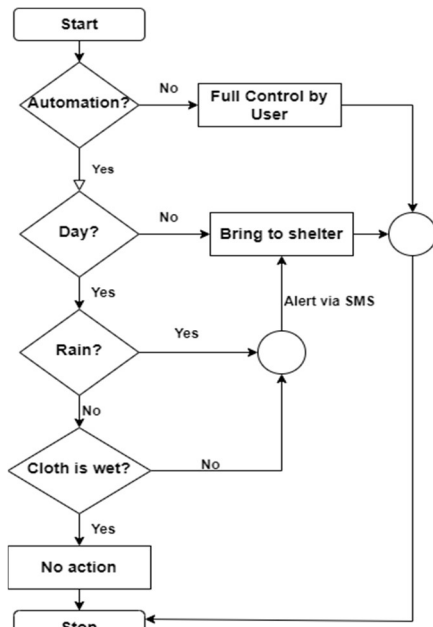 Start
Automation?
No
Full Control by
User
Yes
Day?
No
Bring to shelter
Yes
Alert via SMS
Rain?
Yes
No
Cloth is wet?
No
Yes
No action
Stop